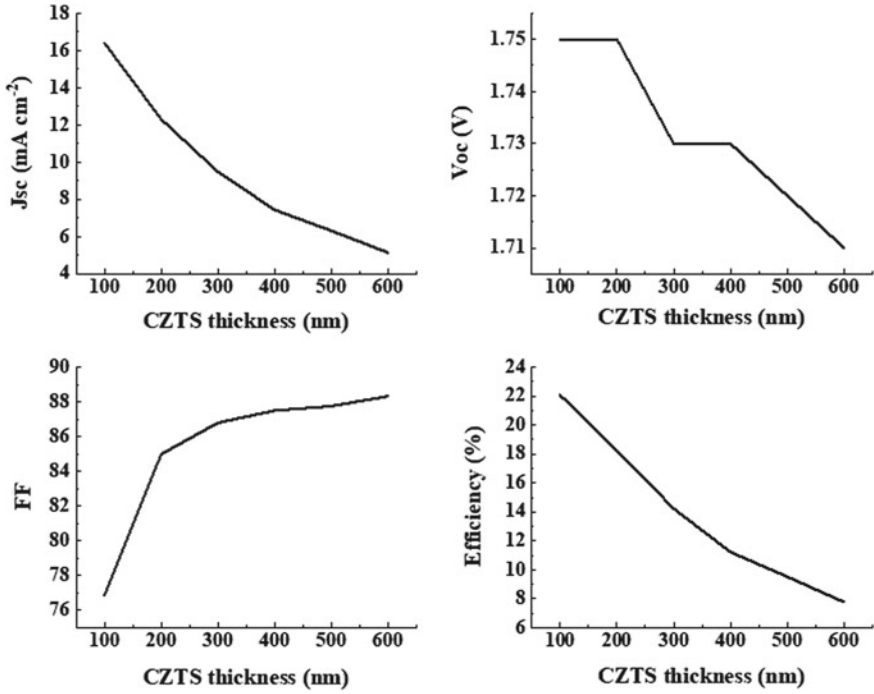 18
16
14
12
10
8
6
4
Jsc (mA cm-2)
100 200 300 400 500 600
CZTS thickness (nm)
1.75
1.74
1.73
1.72
1.71
Voc (V)
100 200 300 400 500 600
CZTS thickness (nm)
90
88
86
84
82
80
78
76
FF
100 200 300 400 500 600
CZTS thickness (nm)
24
22
20
18
16
14
12
10
8
6
Efficiency (%)
100 200 300 400 500 600
CZTS thickness (nm)